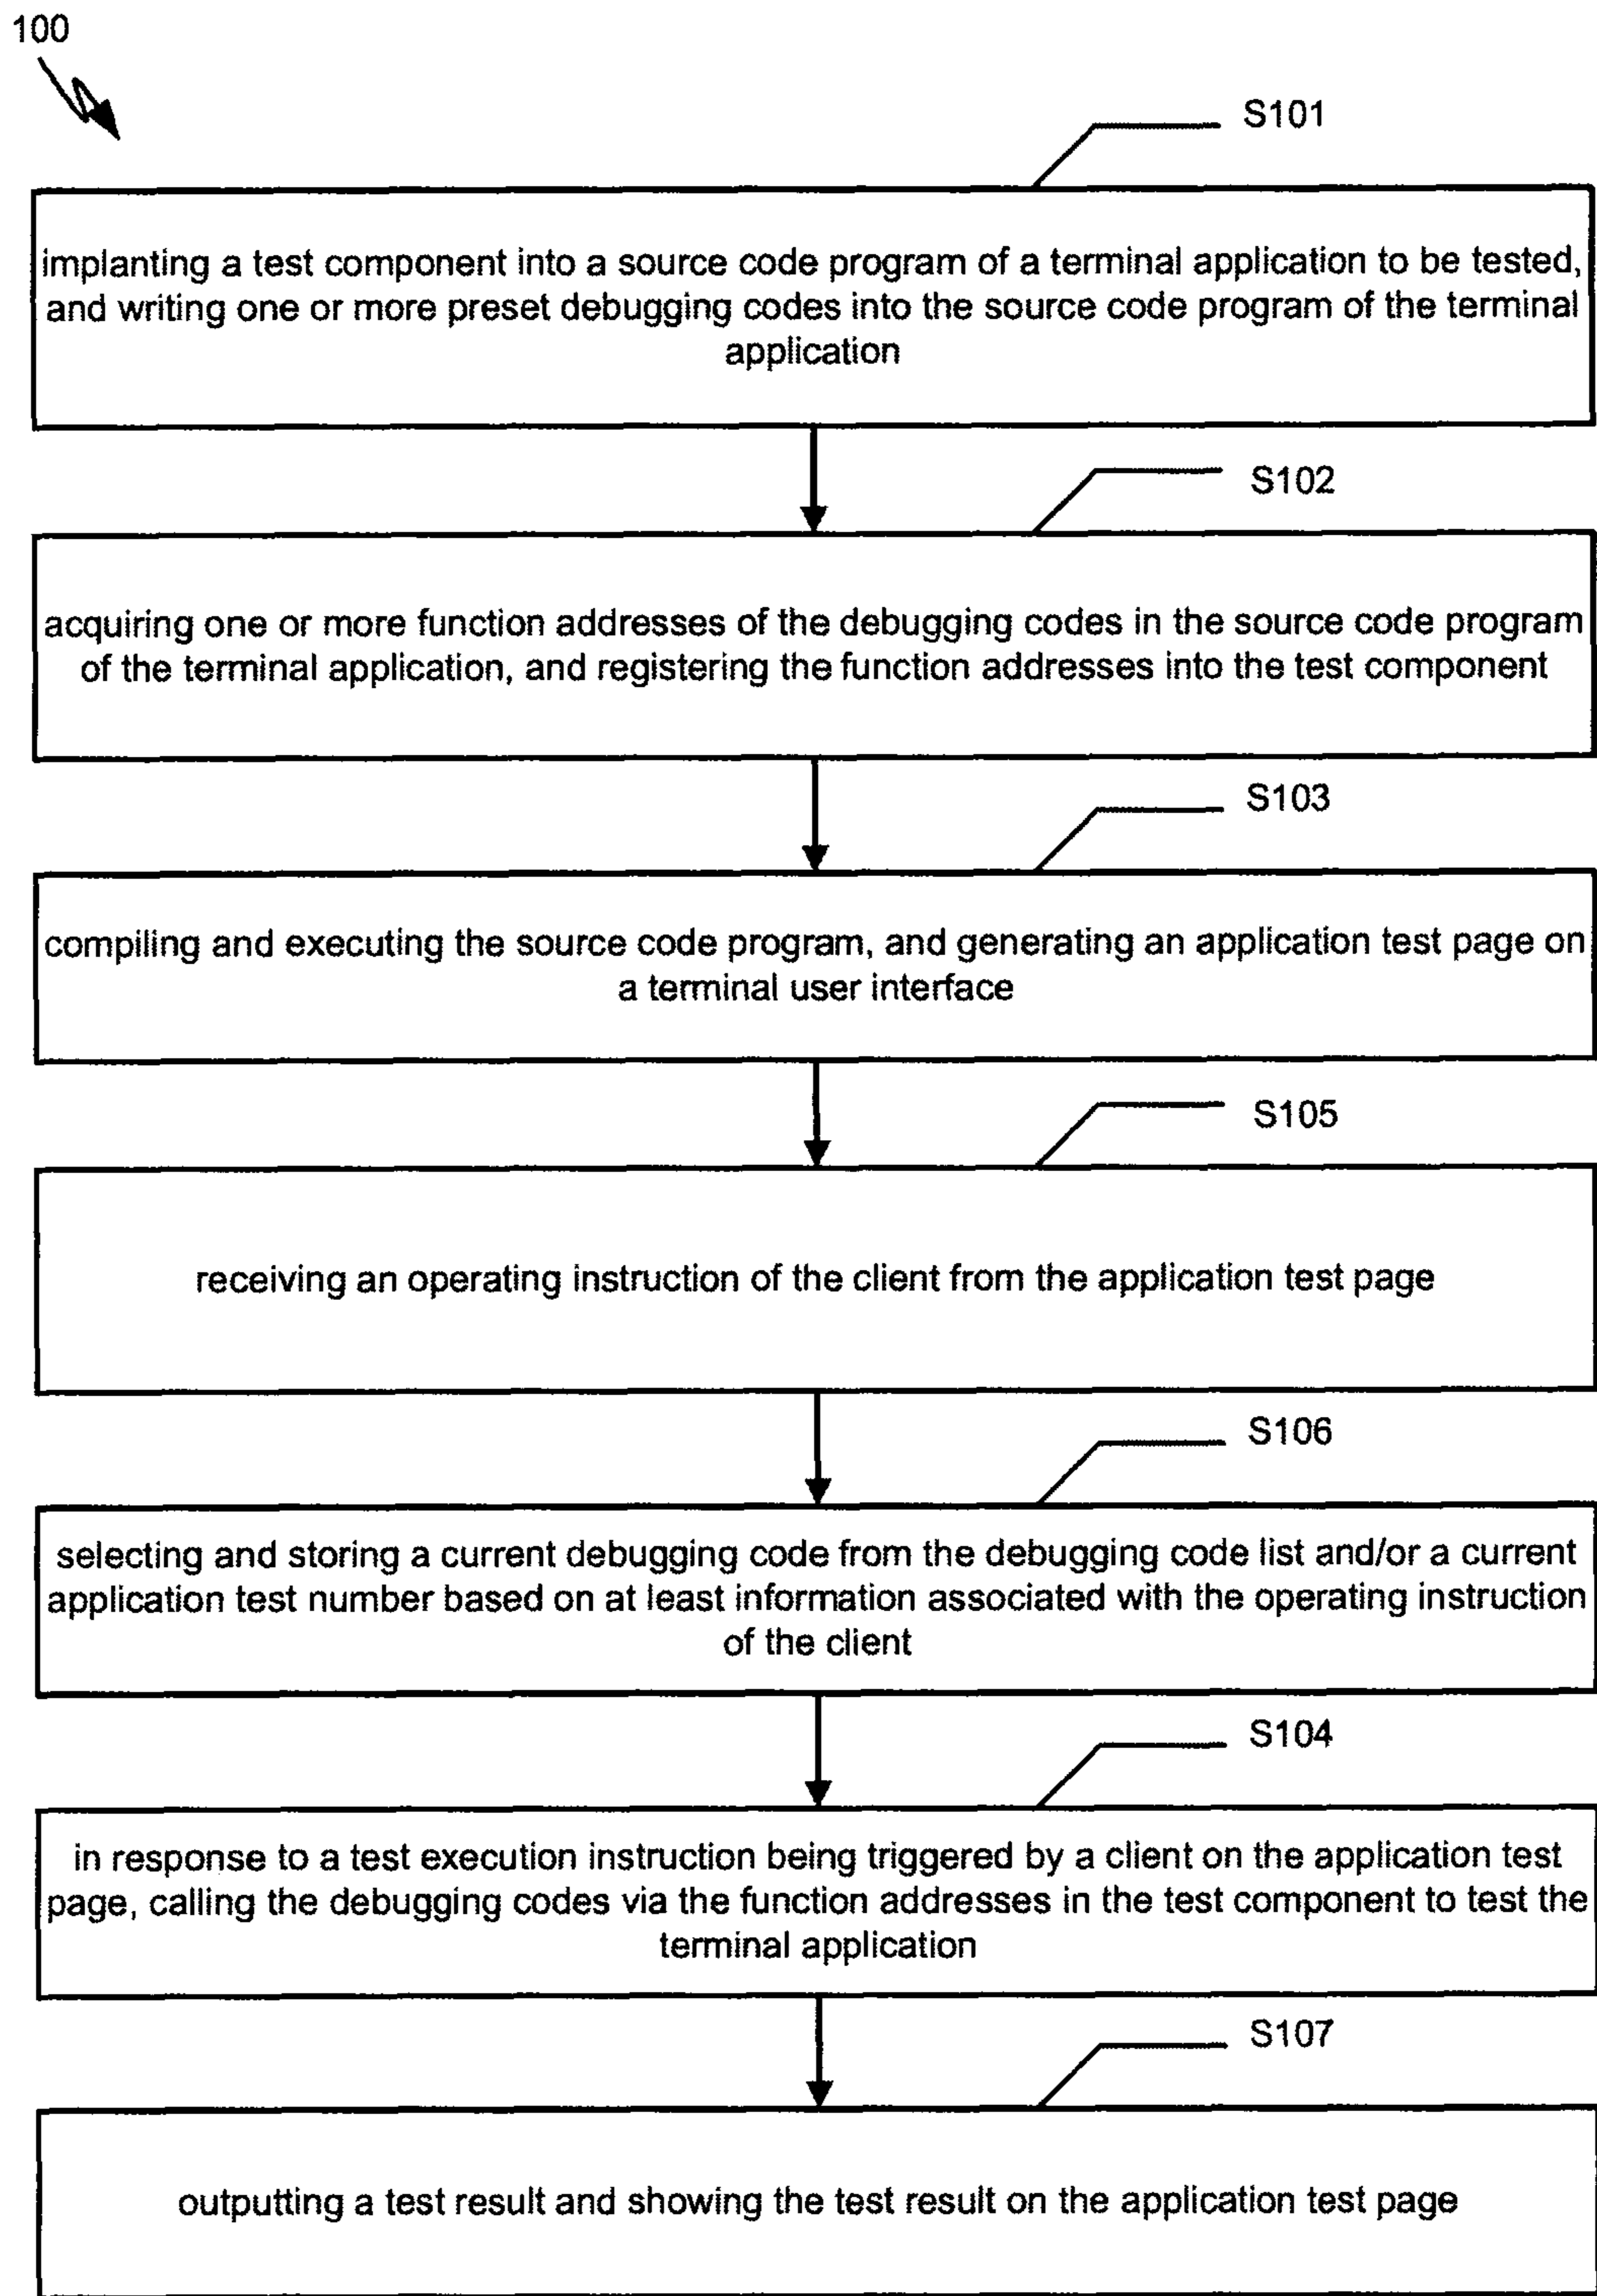 100
S101
implanting a test component into a source code program of a terminal application to be tested,
and writing one or more preset debugging codes into the source code program of the terminal
application
S102
acquiring one or more function addresses of the debugging codes in the source code program
of the terminal application, and registering the function addresses into the test component
S103
compiling and executing the source code program, and generating an application test page on
a terminal user interface
S105
receiving an operating instruction of the client from the application test page
S106
selecting and storing a current debugging code from the debugging code list and/or a current
application test number based on at least information associated with the operating instruction
of the client
S104
in response to a test execution instruction being triggered by a client on the application test
page, calling the debugging codes via the function addresses in the test component to test the
terminal application
S107
outputting a test result and showing the test result on the application test page